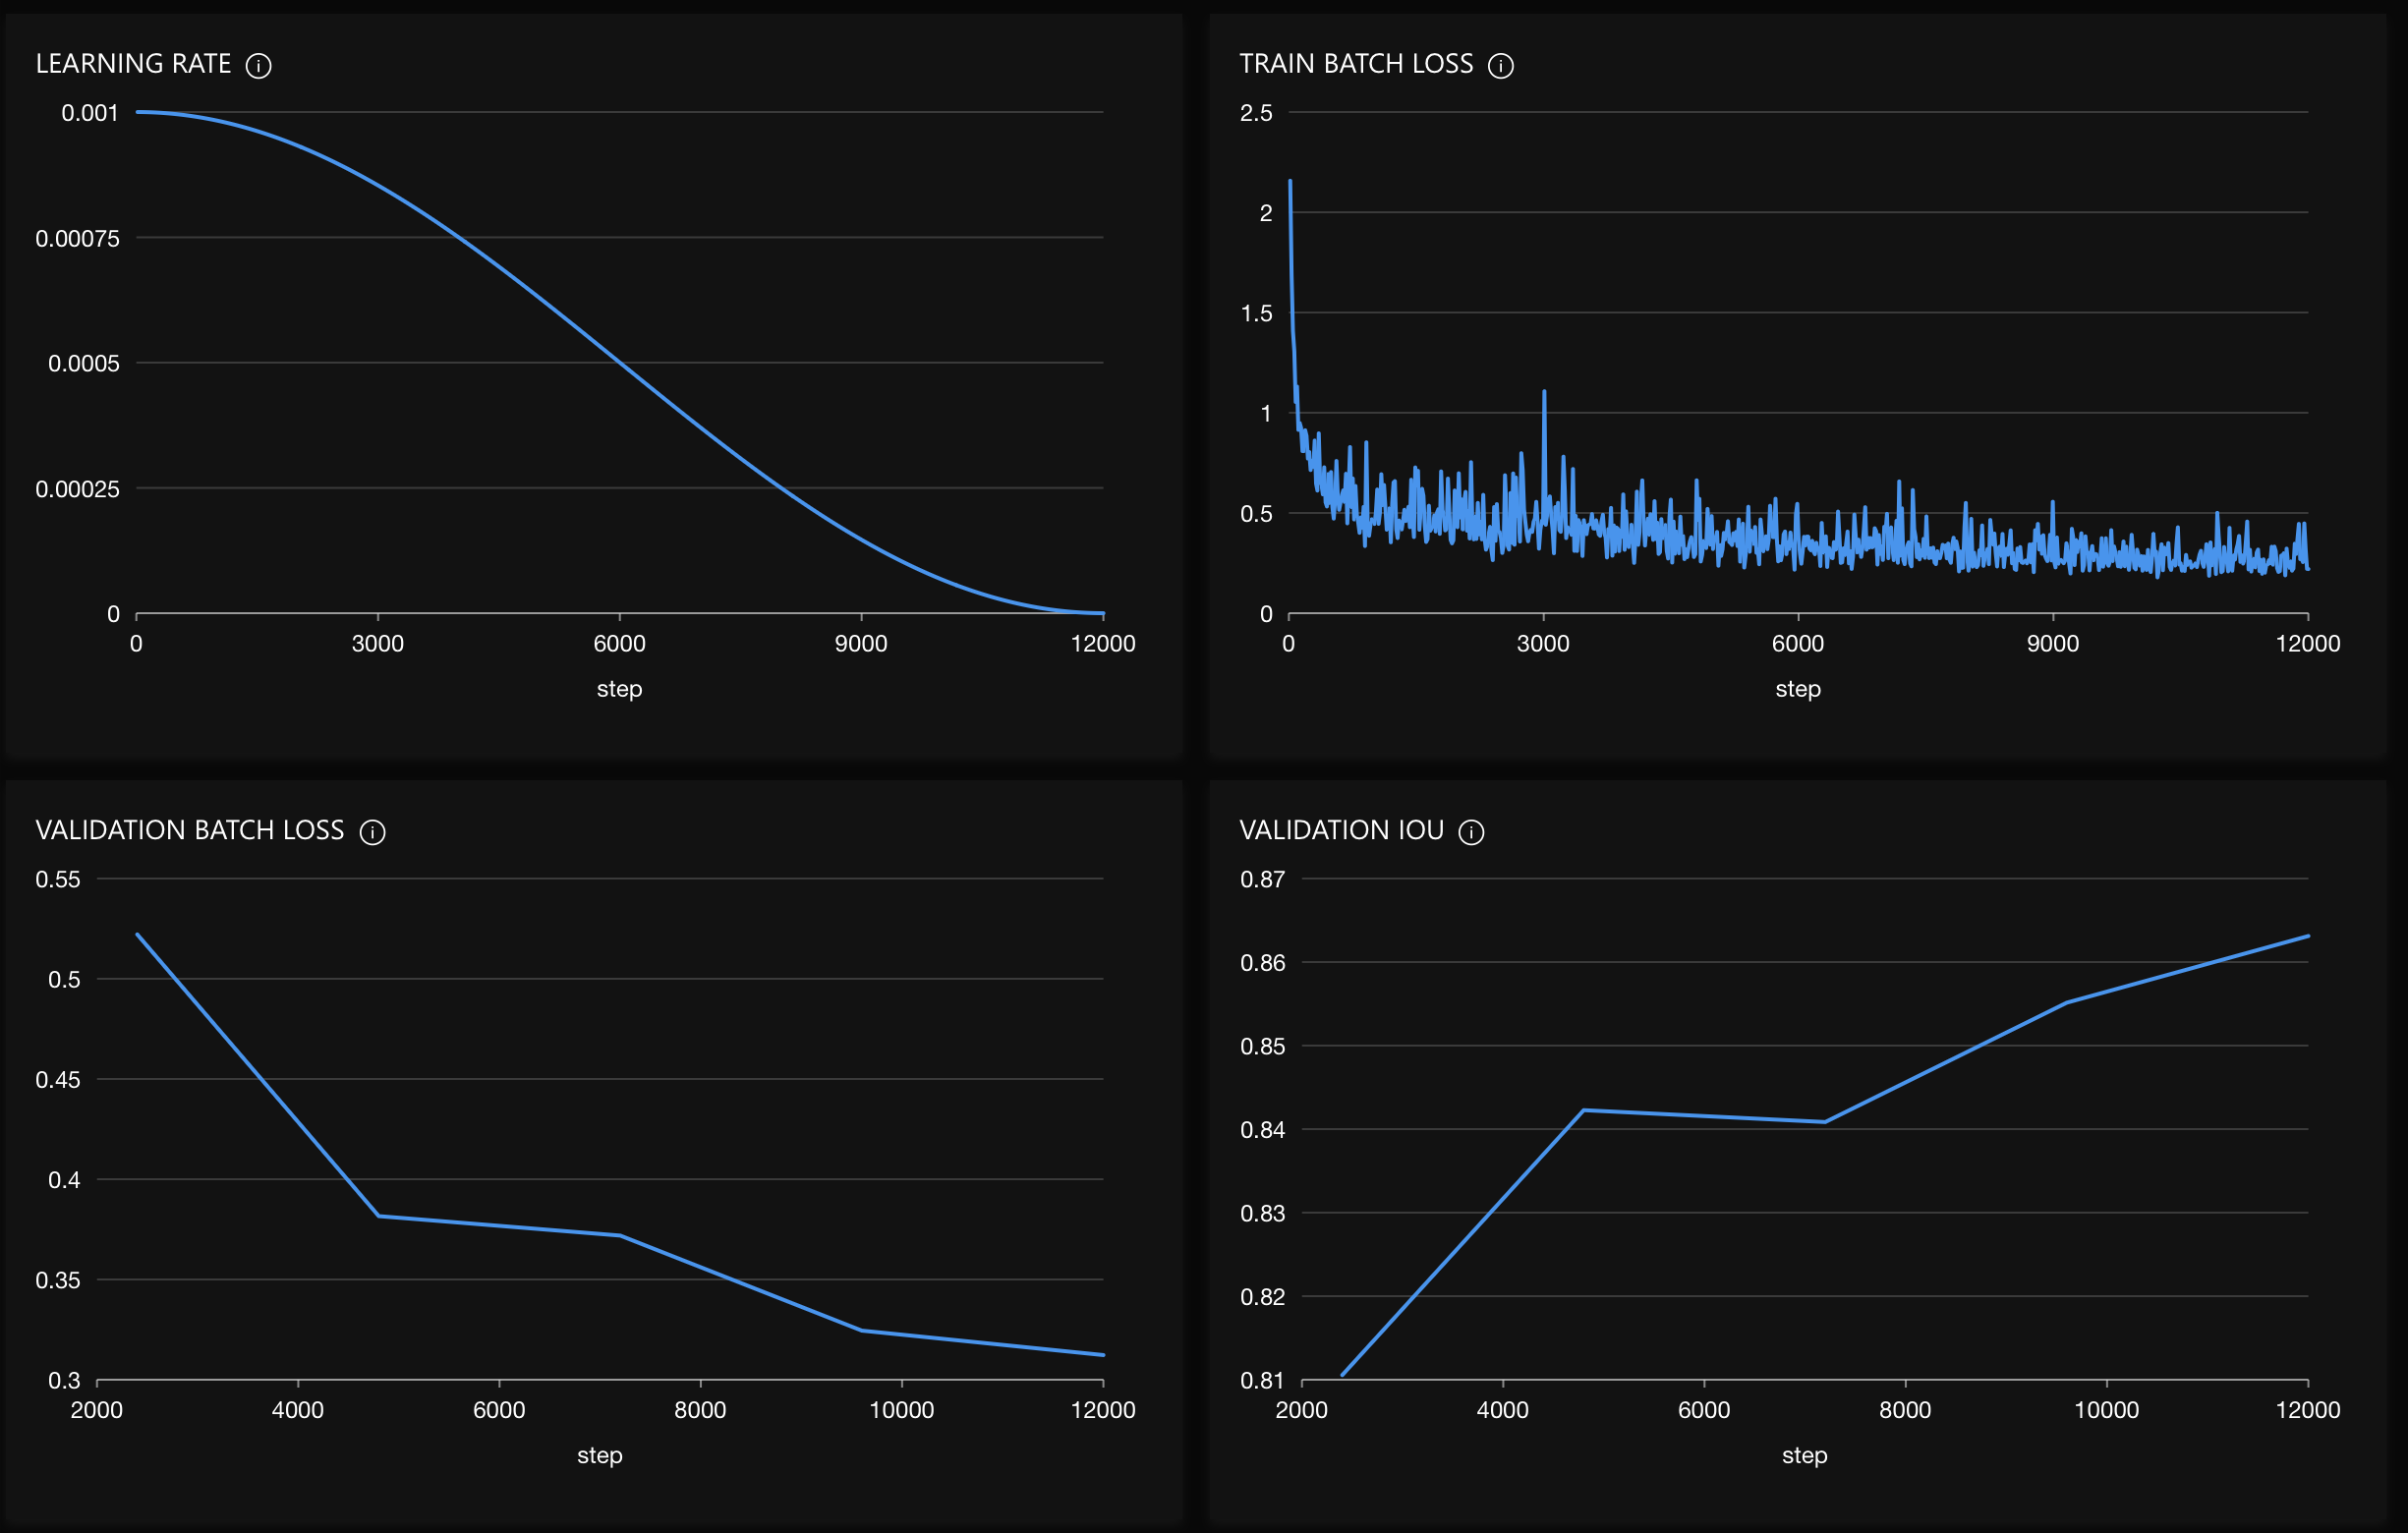 LEARNING RATE
0.001
0.00075
0.0005
0.00025
0
0 3000 6000 9000 12000
step
TRAIN BATCH LOSS
2.5
2
1.5
1
0.5
0
0 3000 6000 9000 12000
step
VALIDATION BATCH LOSS
0.55
0.5
0.45
0.4
0.35
0.3
2000 4000 6000 8000 10000 12000
step
VALIDATION IOU
0.87
0.86
0.85
0.84
0.83
0.82
0.81
2000 4000 6000 8000 10000 12000
step